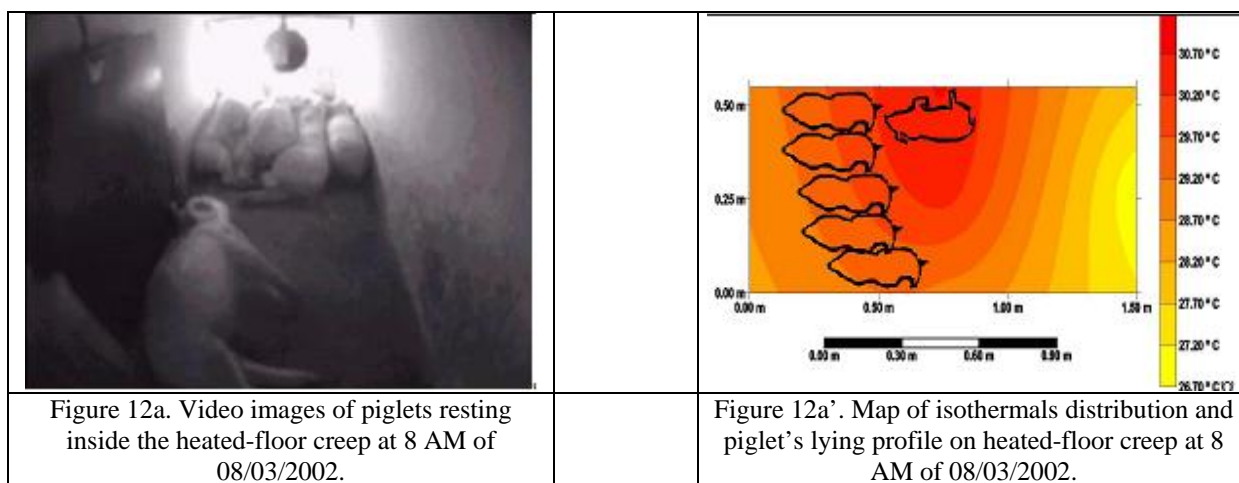 30.70 ° C
0.50 m
30.20 ° C
29.70 ° C
29.20 ° C
0.25 m
28.70 ° C
28.20 ° C
0.00 m
0.00 m 0.50 m 1.00 m 1.50 m
27.70 ° C
27.20 ° C
0.00 m 0.30 m 0.60 m 0.90 m
26.70 ° C
Figure 12a. Video images of piglets resting
inside the heated-floor creep at 8 AM of
08/03/2002.
Figure 12a’. Map of isothermals distribution and
piglet’s lying profile on heated-floor creep at 8
AM of 08/03/2002.